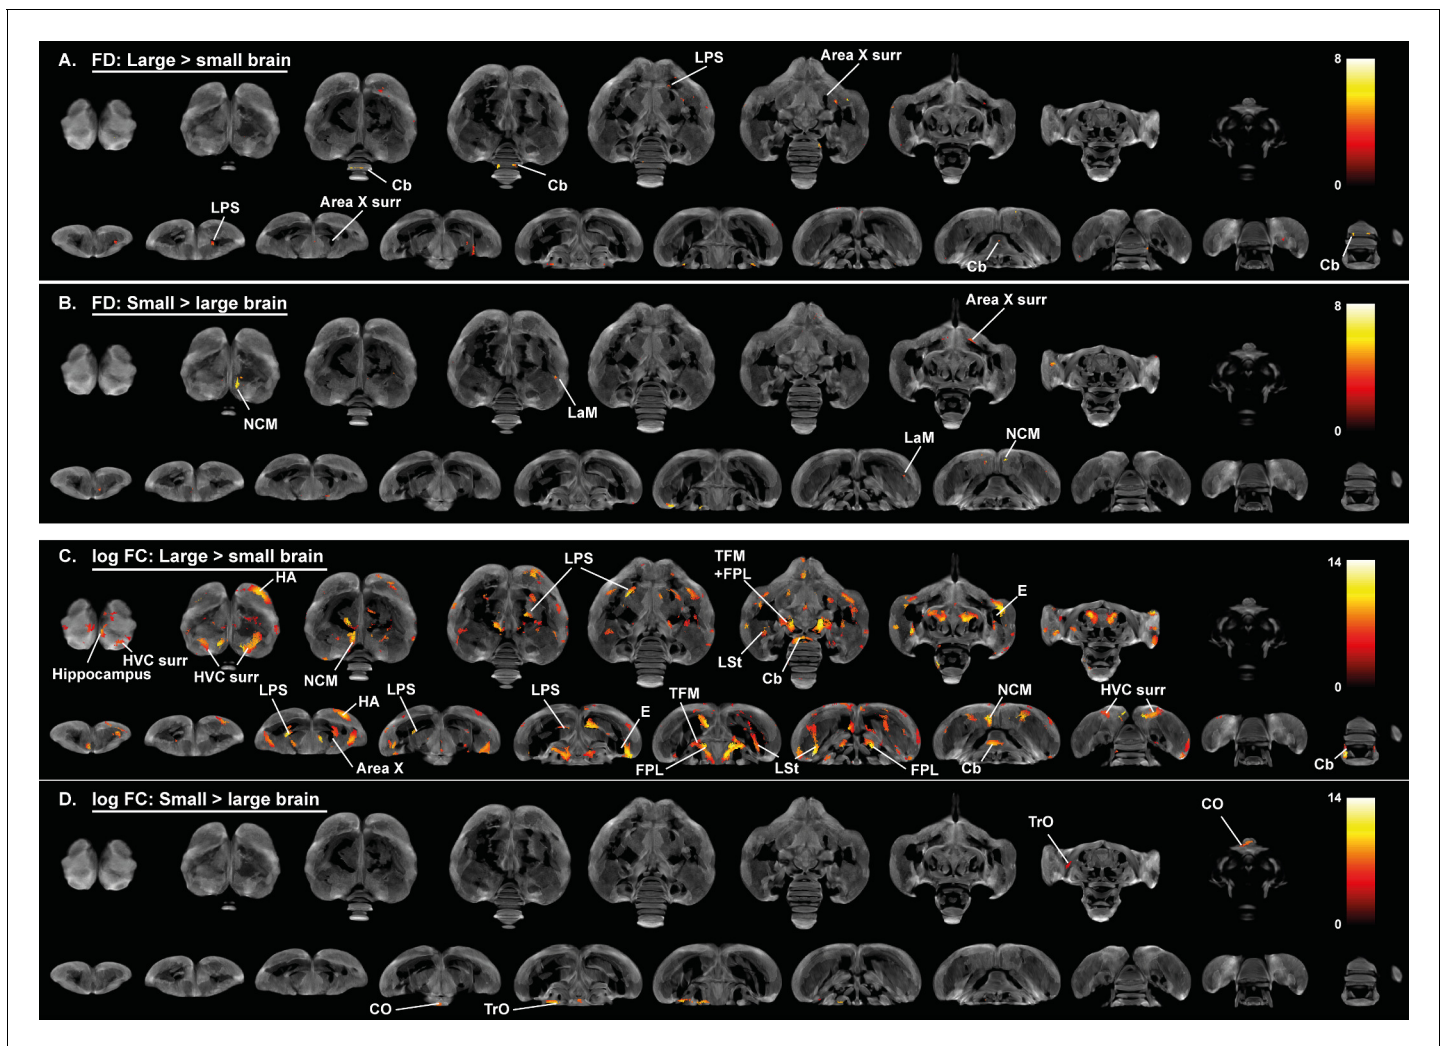 A. FD: Large > small brain
LPS
Area X surr
8
0
Cb
Cb
LPS
Area X surr
Cb
Cb
B. FD: Small > large brain
Area X surr
8
0
NCM
LaM
LaM
NCM
C. log FC: Large > small brain
HA
LPS
TFM
+FPL
E
14
0
HVC surr
Hippocampus
HVC surr
NCM
LSt
Cb
LPS
HA
LPS
LPS
E
TFM
NCM
HVC surr
Area X
FPL
LSt
FPL
Cb
Cb
D. log FC: Small > large brain
TrO
CO
14
0
CO
TrO